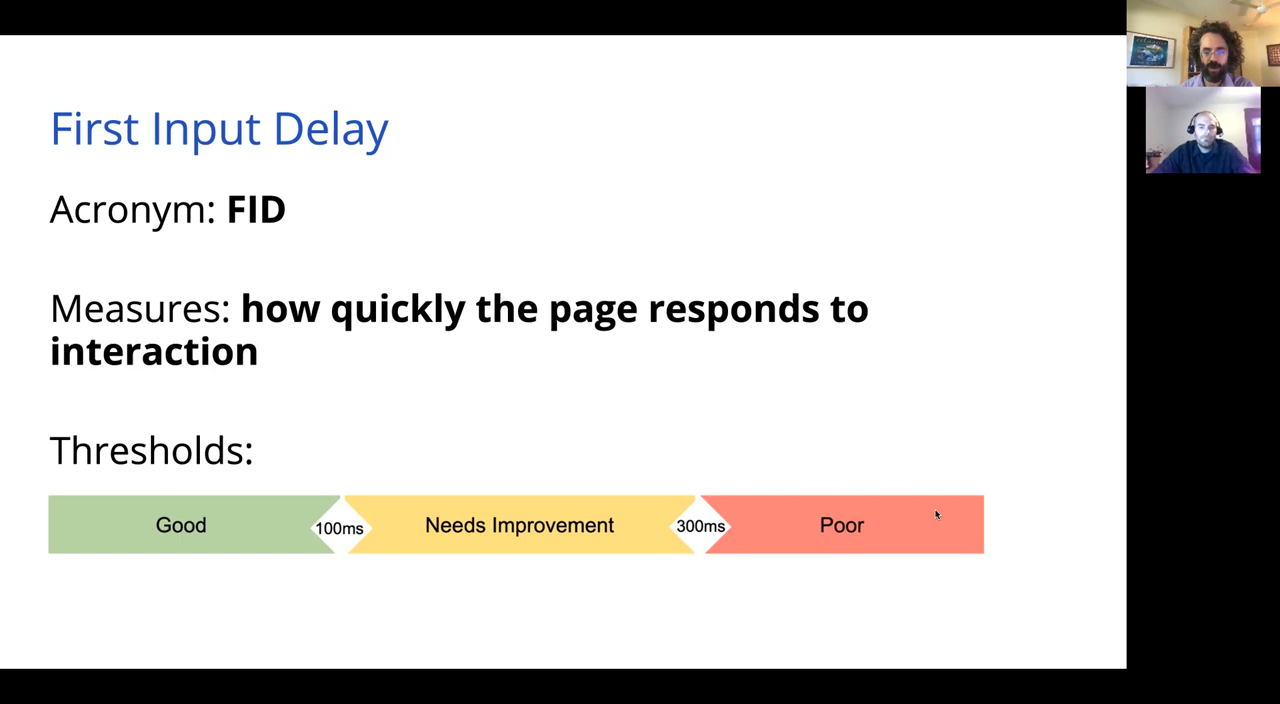 First Input Delay
Acronym: FID
Measures: how quickly the page responds to
interaction
Thresholds:
Good 100ms Needs Improvement 300ms Poor